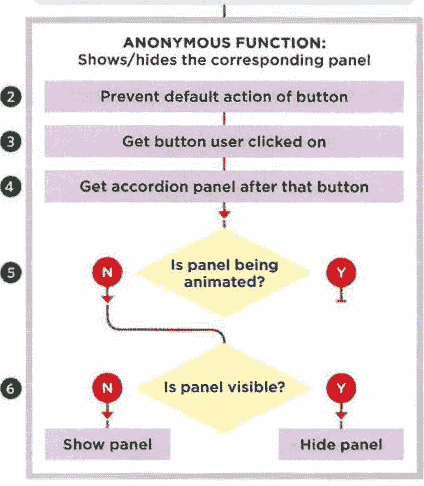 ANONYMOUS FUNCTION:
Shows/hides the corresponding panel
2 Prevent default action of button
3 Get button user clicked on
4 Get accordion panel after that button
5 N Is panel being Y
animated?
6 N Is panel visible? Y
Show panel Hide panel